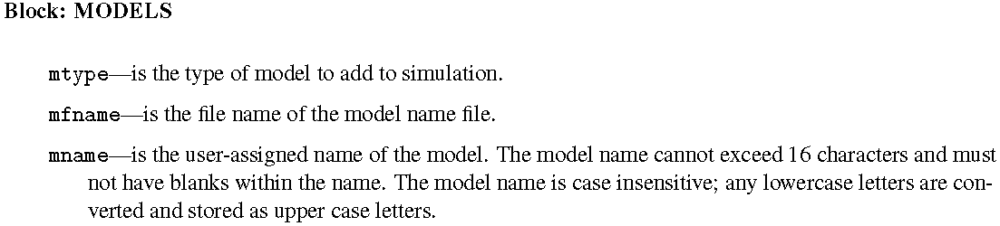 Block: MODELS
mtype—is the type of model to add to simulation.
mfname—is the file name of the model name file.
mname—is the user-assigned name of the model. The model name cannot exceed 16 characters and must
not have blanks within the name. The model name is case insensitive; any lowercase letters are con-
verted and stored as upper case letters.